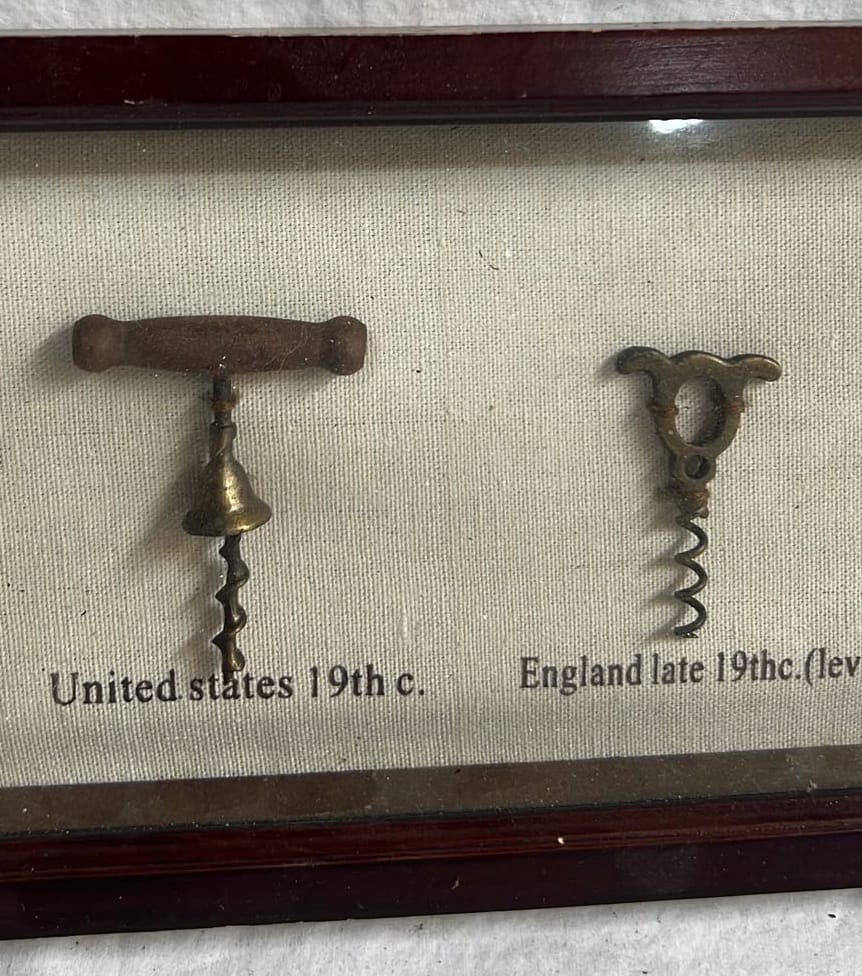 United states 19th c.
England late 19thc.(lev